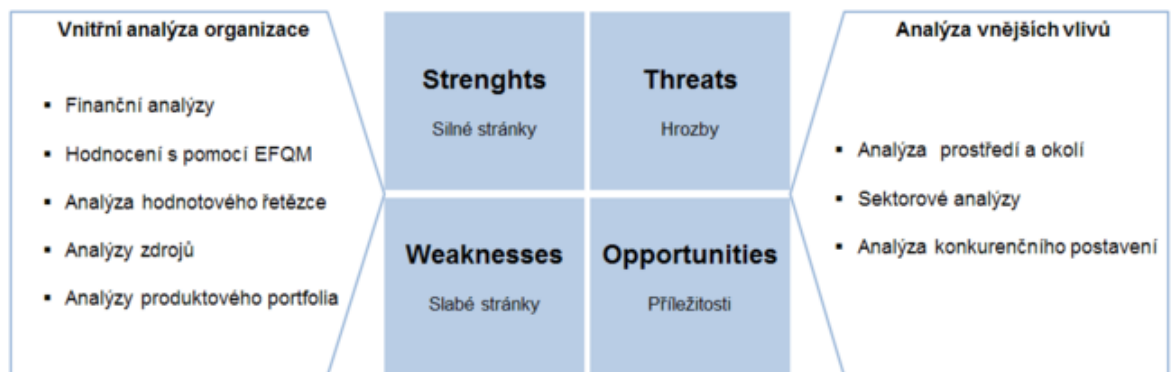 Vnitřní analýza organizace
▪ Finanční analýzy
▪ Hodnocení s pomocí EFQM
▪ Analýza hodnotového řetězce
▪ Analýzy zdrojů
▪ Analýzy produktového portfolia
Strenghts
Silné stránky
Threats
Hrozby
Weaknesses
Slabé stránky
Opportunities
Příležitosti
Analýza vnějších vlivů
▪ Analýza prostředí a okolí
▪ Sektorové analýzy
▪ Analýza konkurenčního postavení